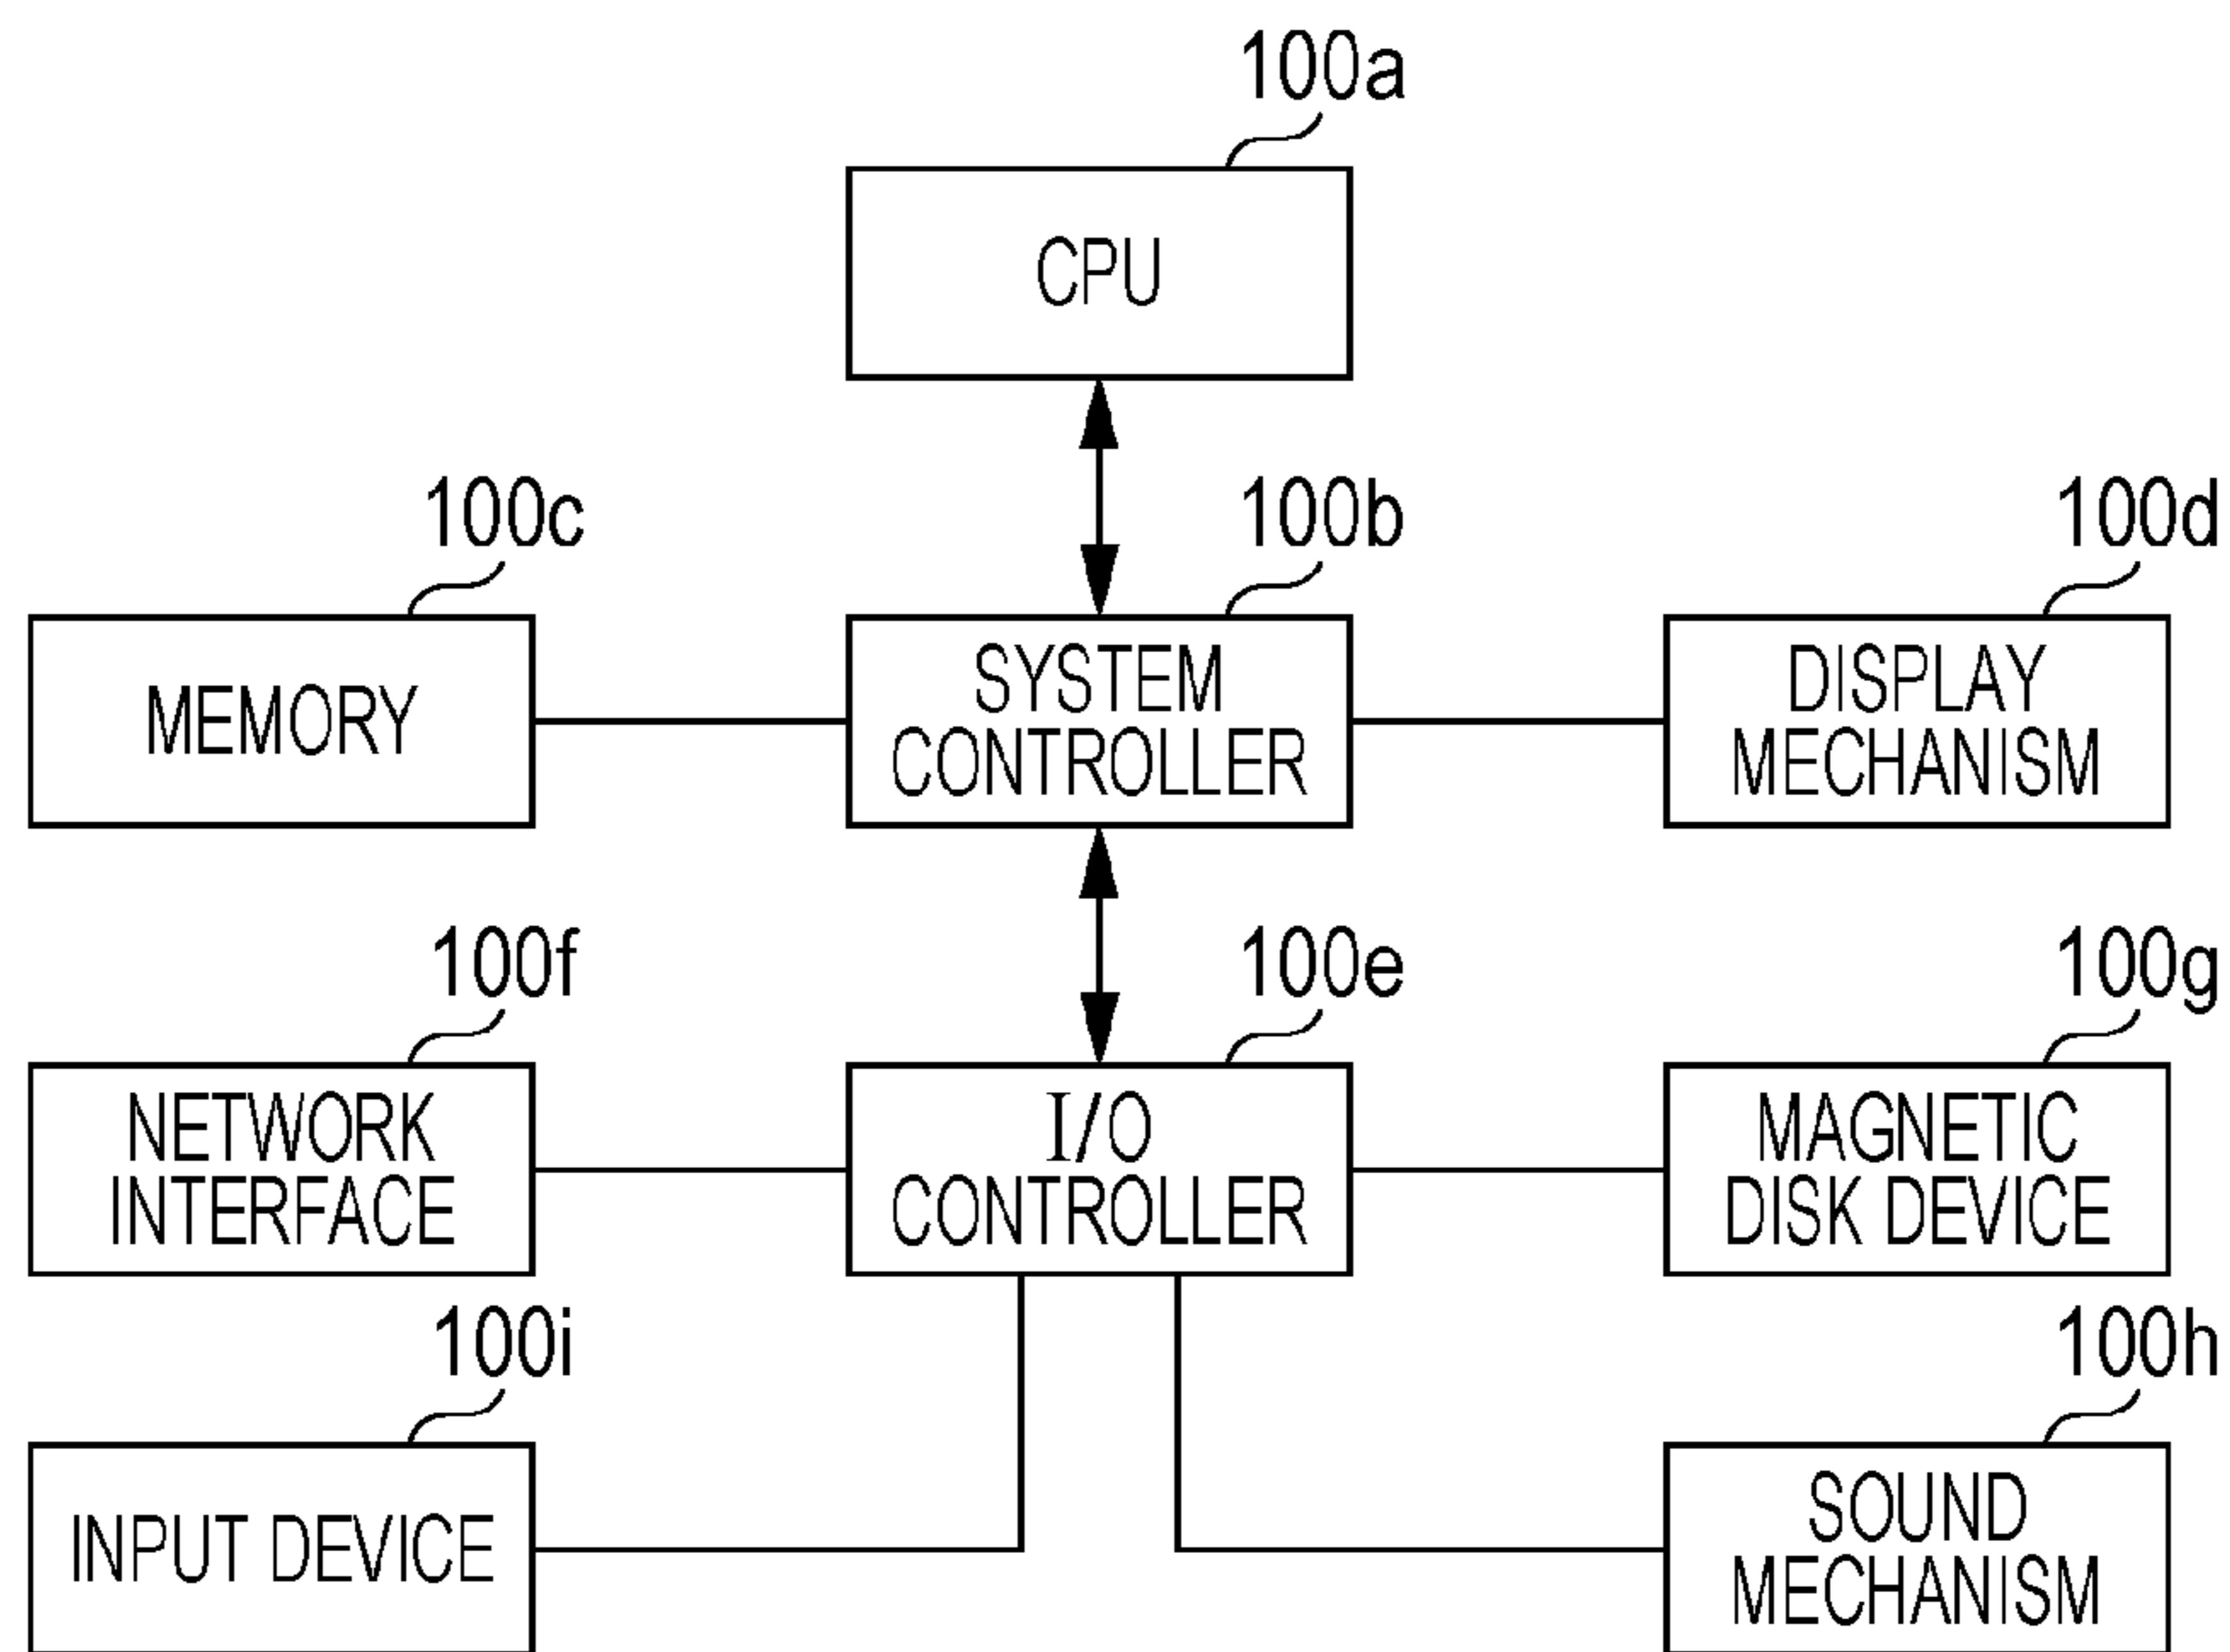 100a
CPU
100c
100b
100d
MEMORY
SYSTEM
CONTROLLER
DISPLAY
MECHANISM
100f
100e
100g
NETWORK
INTERFACE
I/O
CONTROLLER
MAGNETIC
DISK DEVICE
100i
100h
INPUT DEVICE
SOUND
MECHANISM